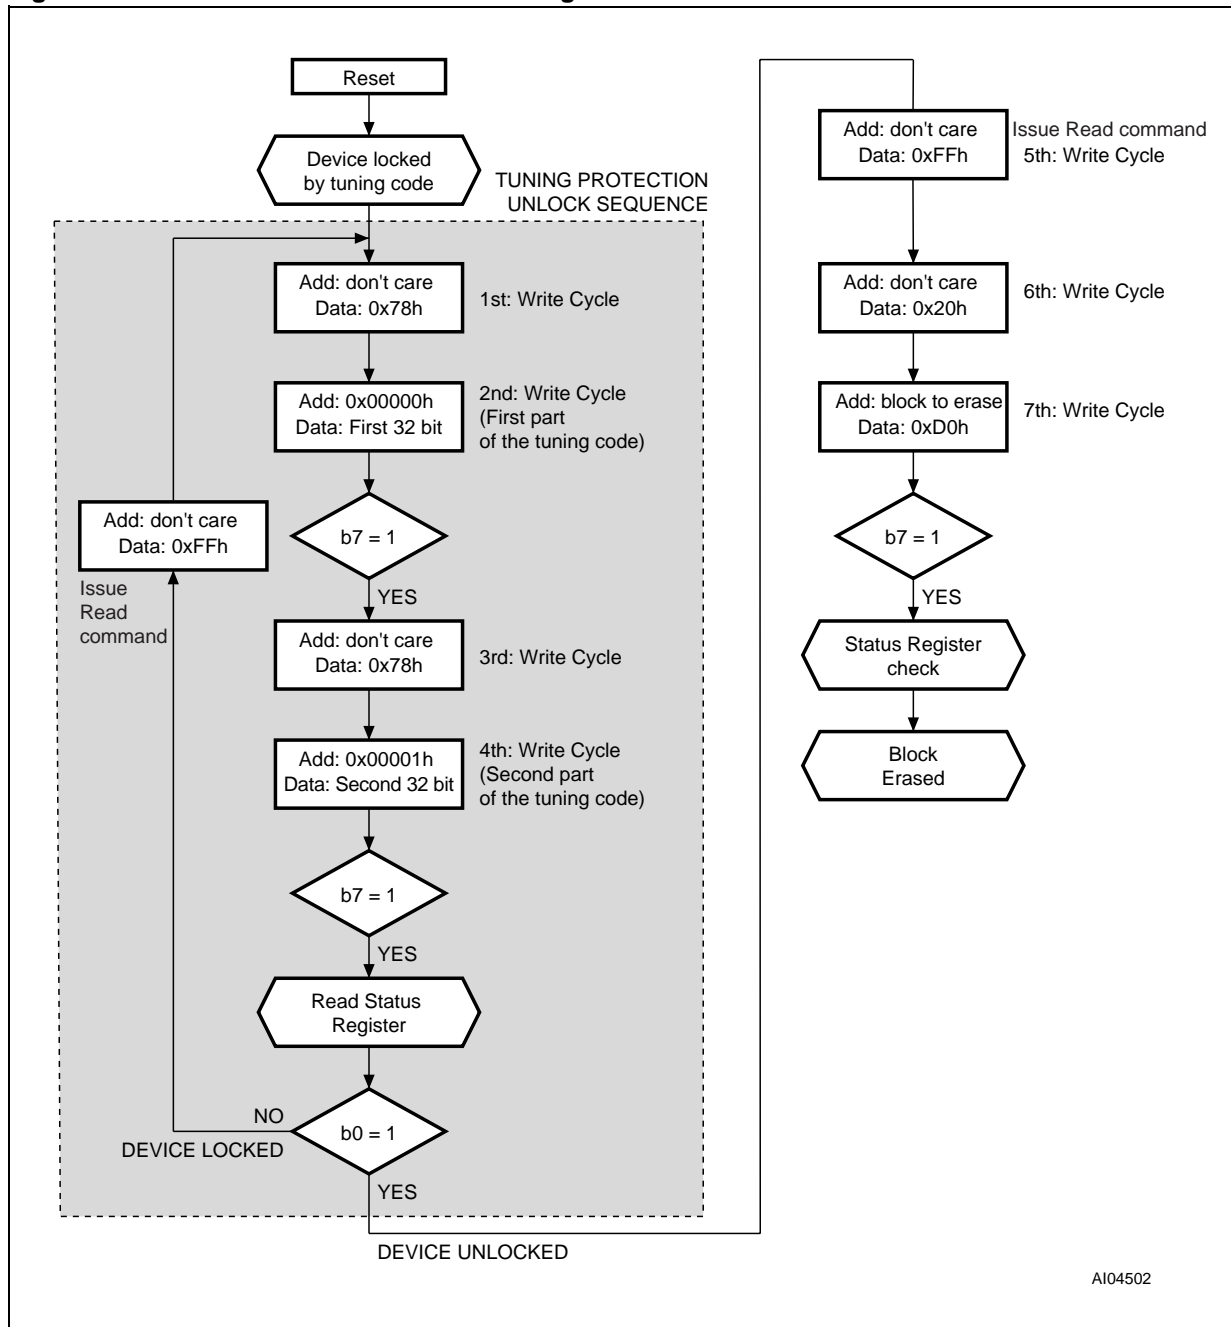 Reset
Device locked
by tuning code
TUNING PROTECTION
UNLOCK SEQUENCE
Add: don't care
Data: 0x78h
1st: Write Cycle
Add: 0x00000h
Data: First 32 bit
2nd: Write Cycle
(First part
of the tuning code)
b7 = 1
YES
Add: don't care
Data: 0xFFh
Issue
Read
command
Add: don't care
Data: 0x78h
3rd: Write Cycle
Add: 0x00001h
Data: Second 32 bit
4th: Write Cycle
(Second part
of the tuning code)
b7 = 1
YES
Read Status
Register
b0 = 1
NO
DEVICE LOCKED
YES
DEVICE UNLOCKED
Add: don't care
Data: 0xFFh
Issue Read command
5th: Write Cycle
Add: don't care
Data: 0x20h
6th: Write Cycle
Add: block to erase
Data: 0xD0h
7th: Write Cycle
b7 = 1
YES
Status Register
check
Block
Erased
AI04502